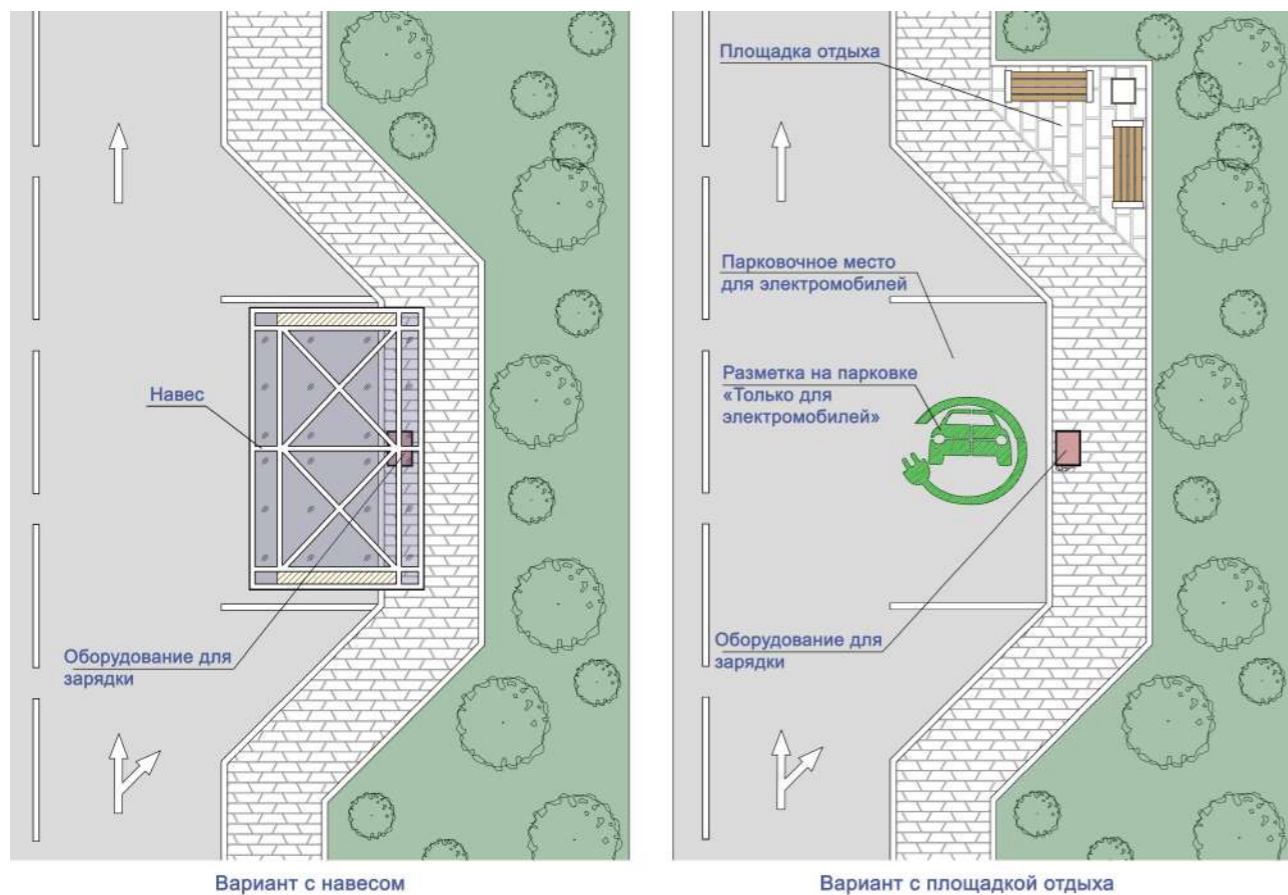 Навес
Оборудование для
зарядки
Вариант с навесом
Площадка отдыха
Парковочное место
для электромобилей
Разметка на парковке
«Только для
электромобилей»
Оборудование для
зарядки
Вариант с площадкой отдыха